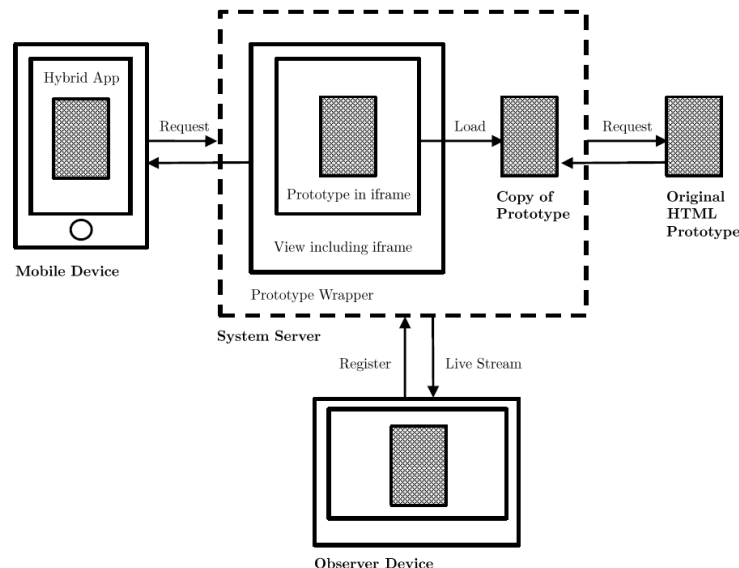 Hybrid App
Request
Load
Request
Prototype in iframe
Copy of
Prototype
Original
HTML
Prototype
View including iframe
Mobile Device
Prototype Wrapper
System Server
Register
Live Stream
Observer Device